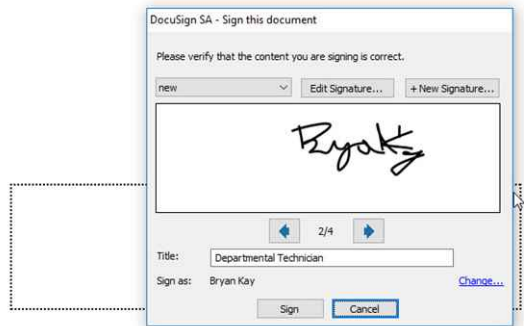 DocuSign SA - Sign this document
Please verify that the content you are signing is correct.
new Edit Signature... + New Signature...
2/4
Title: Departmental Technician
Sign as: Bryan Kay Change...
Sign Cancel